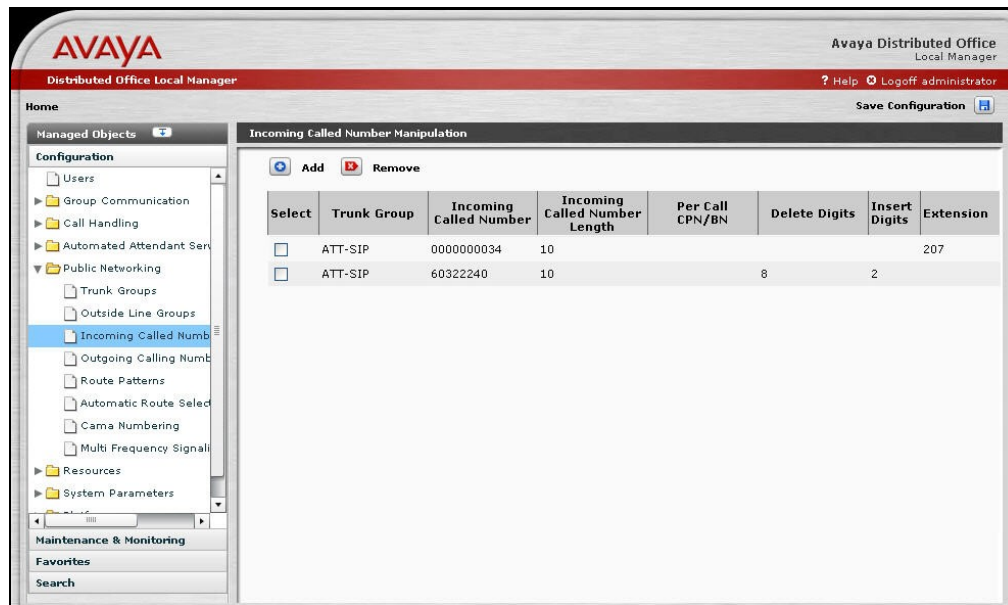 AVAYA
Avaya Distributed Office
Local Manager
Distributed Office Local Manager
? Help Logoff administrator
Home
Save Configuration
Managed Objects
Configuration
Users
Group Communication
Call Handling
Automated Attendant Serv
Public Networking
Trunk Groups
Outside Line Groups
Incoming Called Numb
Outgoing Calling Numb
Route Patterns
Automatic Route Select
Cama Numbering
Multi Frequency Signali
Resources
System Parameters
Maintenance & Monitoring
Favorites
Search
Incoming Called Number Manipulation
Add Remove
Select Trunk Group Incoming Called Number Incoming Called Number Length Per Call CPN/BN Delete Digits Insert Digits Extension
ATT-SIP 0000000034 10 207
ATT-SIP 60322240 10 8 2